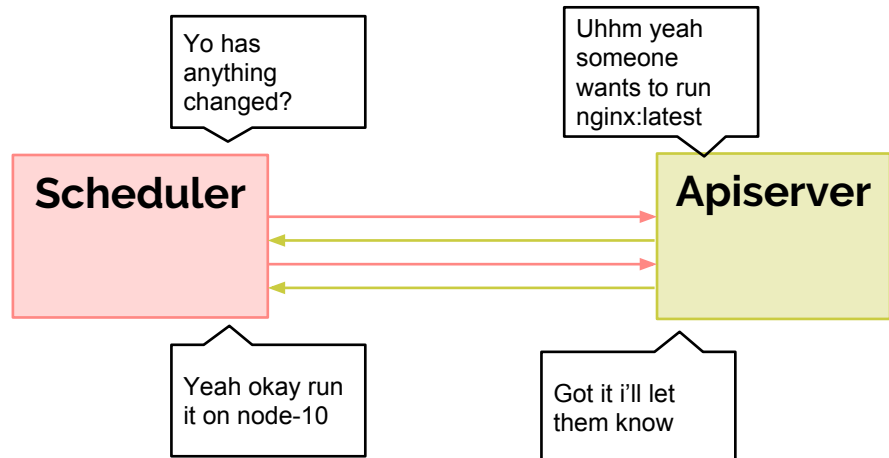 Yo has
anything
changed?
Uhhm yeah
someone
wants to run
nginx:latest
Scheduler
Apiserver
Yeah okay run
it on node-10
Got it i'll let
them know